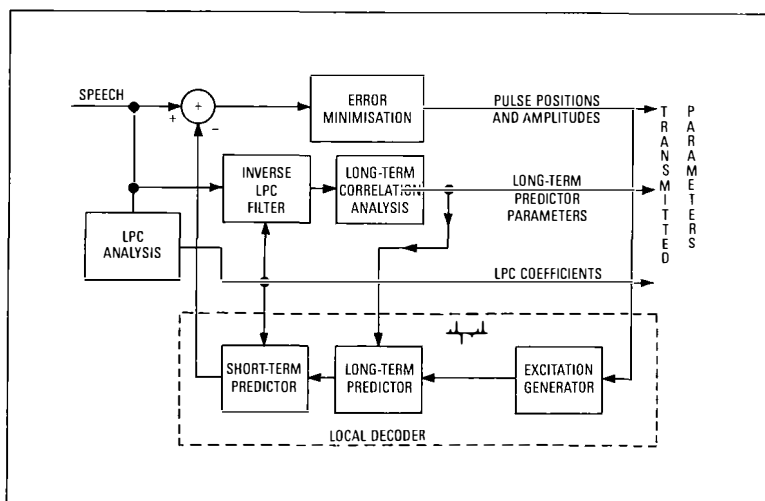 SPEECH
+
+
−
ERROR
MINIMISATION
PULSE POSITIONS
AND AMPLITUDES
TRANSMITTED
PARAMETERS
INVERSE
LPC
FILTER
LONG-TERM
CORRELATION
ANALYSIS
LONG-TERM
PREDICTOR
PARAMETERS
LPC
ANALYSIS
LPC COEFFICIENTS
SHORT-TERM
PREDICTOR
LONG-TERM
PREDICTOR
EXCITATION
GENERATOR
LOCAL DECODER